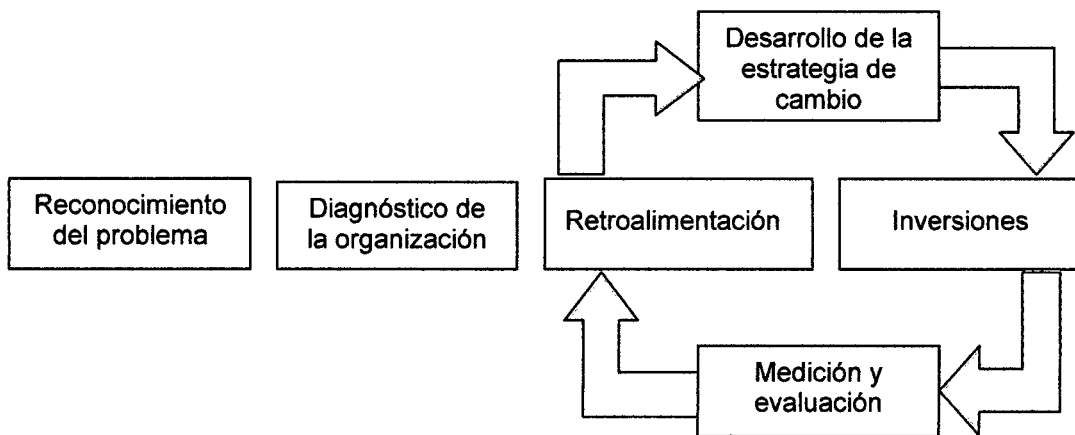 Desarrollo de la
estrategia de
cambio
Reconocimiento
del problema
Diagnóstico de
la organización
Retroalimentación
Inversiones
Medición y
evaluación